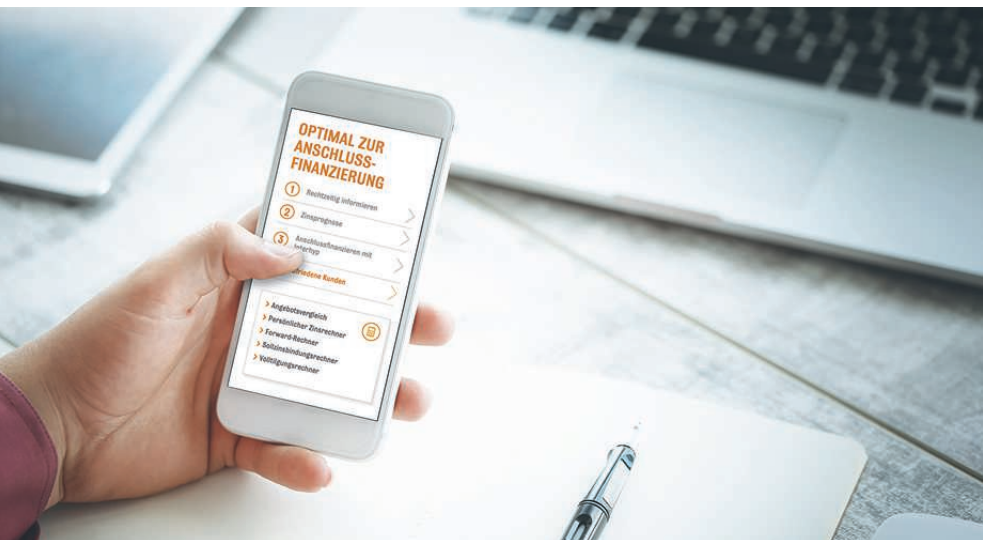 OPTIMAL ZUR
ANSCHLUSS-
FINANZIERUNG
1 Rechtzeitig informieren
2 Zinsprognose
3 Anschlussfinanzieren mit
Interhyp
friedene Kunden
> Angebotsvergleich
> Persönlicher Zinsrechner
> Forward-Rechner
> Sollzinsbindungsrechner
> Volltilgungsrechner